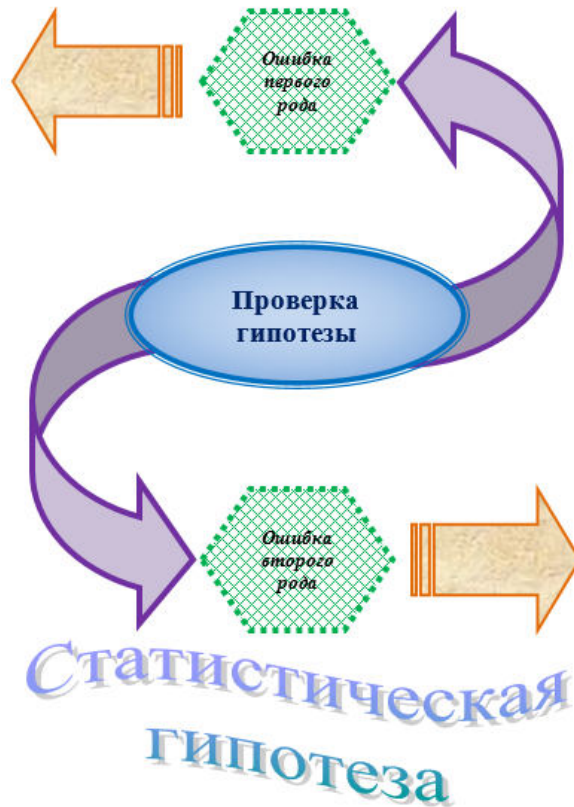 Ошибка
первого
рода
Проверка
гипотезы
Ошибка
второго
рода
Статистическая
гипотеза